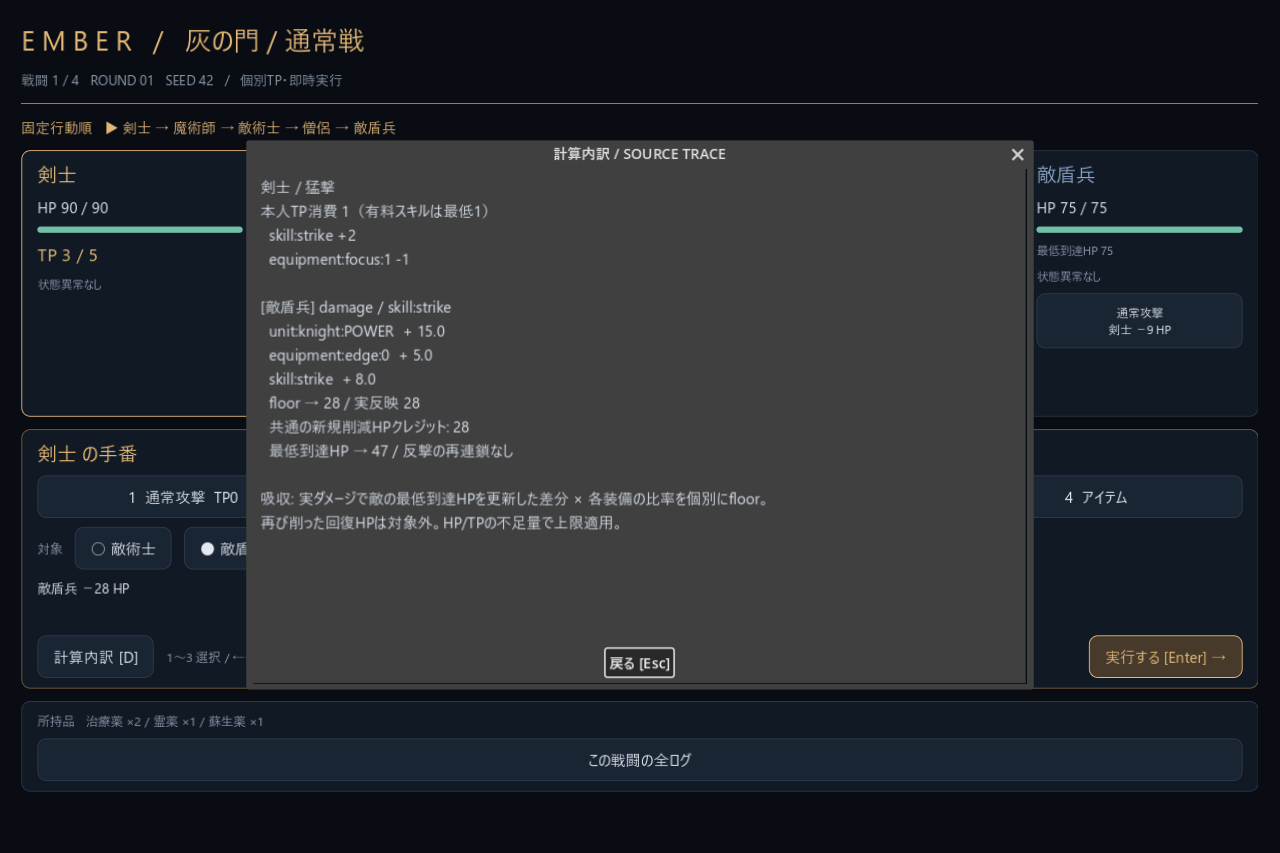 EMBER / 灰の門 / 通常戦
戦闘 1 / 4 ROUND 01 SEED 42 / 個別TP・即時実行
固定行動順 ▶ 剣士 → 魔術師 → 敵術士 → 僧侶 → 敵盾兵
剣士
HP 90 / 90
TP 3 / 5
状態異常なし
計算内訳 / SOURCE TRACE
剣士 / 猛撃
本人TP消費 1（有料スキルは最低1）
skill:strike +2
equipment:focus:1 -1
[敵盾兵] damage / skill:strike
unit:knight:POWER + 15.0
equipment:edge:0 + 5.0
skill:strike + 8.0
floor → 28 / 実反映 28
共通の新規削減HPクレジット: 28
最低到達HP → 47 / 反撃の再連鎖なし
吸収: 実ダメージで敵の最低到達HPを更新した差分 × 各装備の比率を個別にfloor。
再び削った回復HPは対象外。HP/TPの不足量で上限適用。
戻る [Esc]
敵盾兵
HP 75 / 75
最低到達HP 75
状態異常なし
通常攻撃
剣士 −9 HP
剣士 の手番
1 通常攻撃 TP0
4 アイテム
対象 ○ 敵術士 ● 敵盾
敵盾兵 −28 HP
計算内訳 [D] 1〜3 選択 / ←
実行する [Enter] →
所持品 治療薬 ×2 / 霊薬 ×1 / 蘇生薬 ×1
この戦闘の全ログ